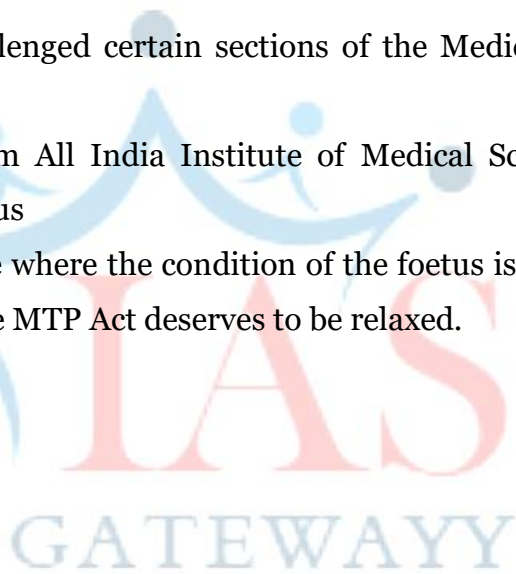 lenged certain sections of the Medic
m All India Institute of Medical Sc
us
e where the condition of the foetus is
e MTP Act deserves to be relaxed.
IAS
GATEWAYY